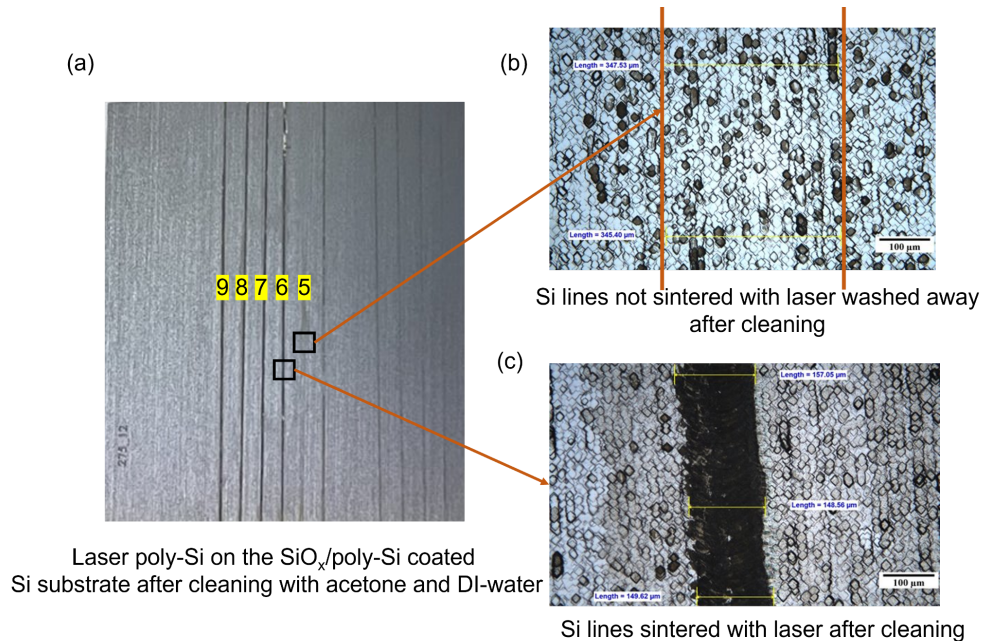 (a)
9 8 7 6 5
275_12
Laser poly-Si on the SiOx/poly-Si coated
Si substrate after cleaning with acetone and DI-water
(b)
Length = 347.53 µm
Length = 345.40 µm
100 µm
Si lines not sintered with laser washed away
after cleaning
(c)
Length = 157.05 µm
Length = 148.56 µm
Length = 149.62 µm
100 µm
Si lines sintered with laser after cleaning